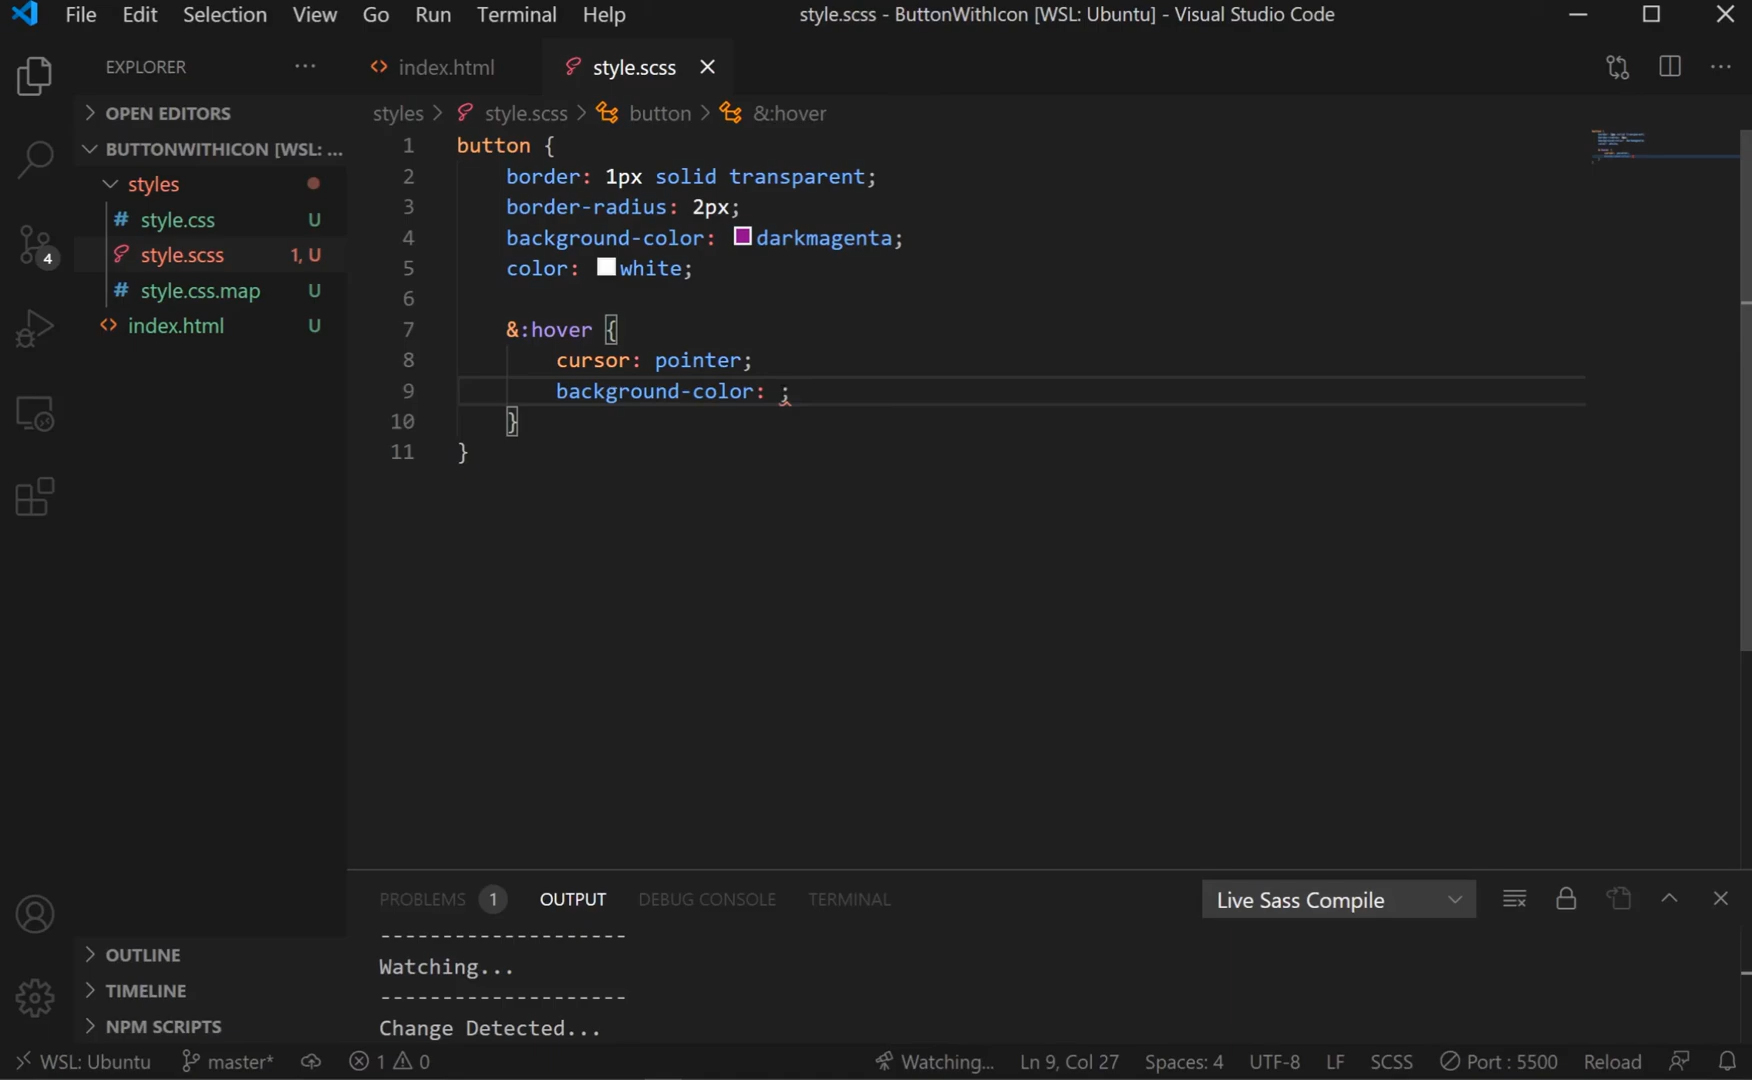 File Edit Selection View Go Run Terminal Help style.scss - ButtonWithIcon [WSL: Ubuntu] - Visual Studio Code
EXPLORER ...
index.html style.scss
OPEN EDITORS
styles > style.scss > button > &:hover
BUTTONWITHICON [WSL: ...
styles
style.css U
style.scss 1, U
style.css.map U
index.html U
4
1 button {
2 border: 1px solid transparent;
3 border-radius: 2px;
4 background-color: darkmagenta;
5 color: white;
6
7 &:hover {
8 cursor: pointer;
9 background-color: ;
10 }
11 }
PROBLEMS 1 OUTPUT DEBUG CONSOLE TERMINAL Live Sass Compile
--------------------
Watching...
--------------------
Change Detected...
OUTLINE
TIMELINE
NPM SCRIPTS
WSL: Ubuntu master* 1 0 Watching... Ln 9, Col 27 Spaces: 4 UTF-8 LF SCSS Port : 5500 Reload